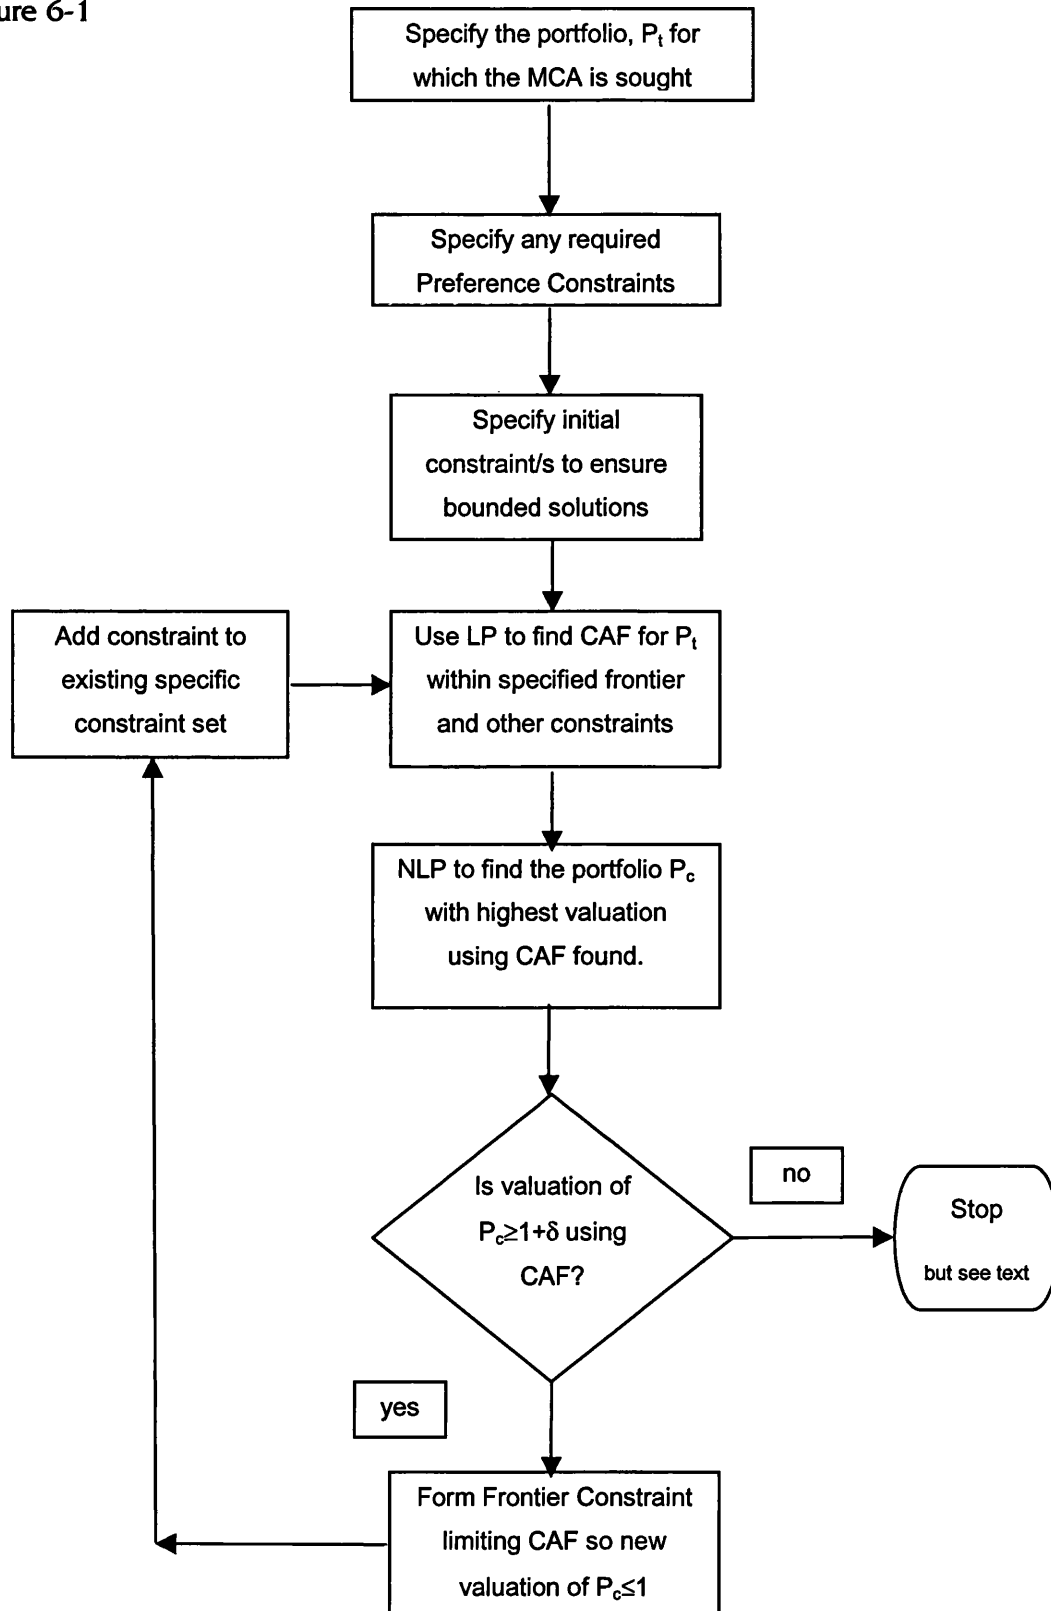 ure 6-1
Specify the portfolio, Pt for
which the MCA is sought
Specify any required
Preference Constraints
Specify initial
constraint/s to ensure
bounded solutions
Add constraint to
existing specific
constraint set
Use LP to find CAF for Pt
within specified frontier
and other constraints
NLP to find the portfolio Pc
with highest valuation
using CAF found.
Is valuation of
Pc≥1+δ using
CAF?
no
Stop
but see text
yes
Form Frontier Constraint
limiting CAF so new
valuation of Pc≤1